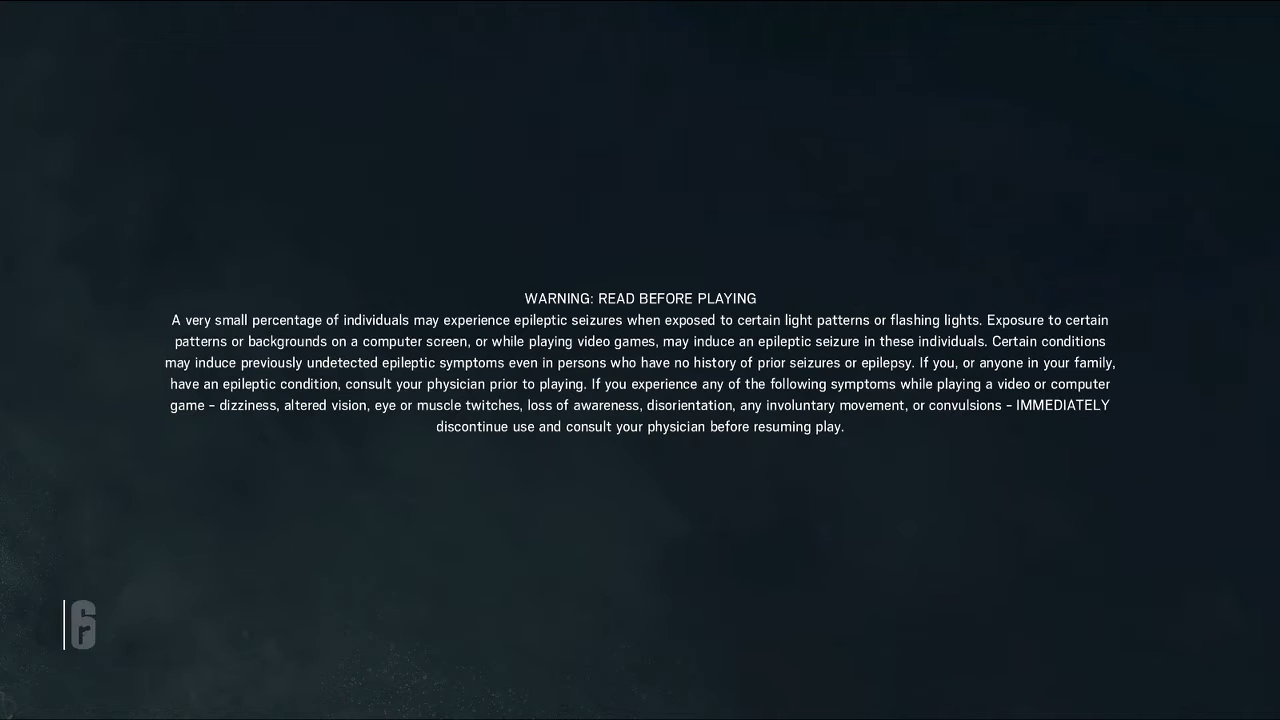 WARNING: READ BEFORE PLAYING
A very small percentage of individuals may experience epileptic seizures when exposed to certain light patterns or flashing lights. Exposure to certain
patterns or backgrounds on a computer screen, or while playing video games, may induce an epileptic seizure in these individuals. Certain conditions
may induce previously undetected epileptic symptoms even in persons who have no history of prior seizures or epilepsy. If you, or anyone in your family,
have an epileptic condition, consult your physician prior to playing. If you experience any of the following symptoms while playing a video or computer
game – dizziness, altered vision, eye or muscle twitches, loss of awareness, disorientation, any involuntary movement, or convulsions – IMMEDIATELY
discontinue use and consult your physician before resuming play.
6